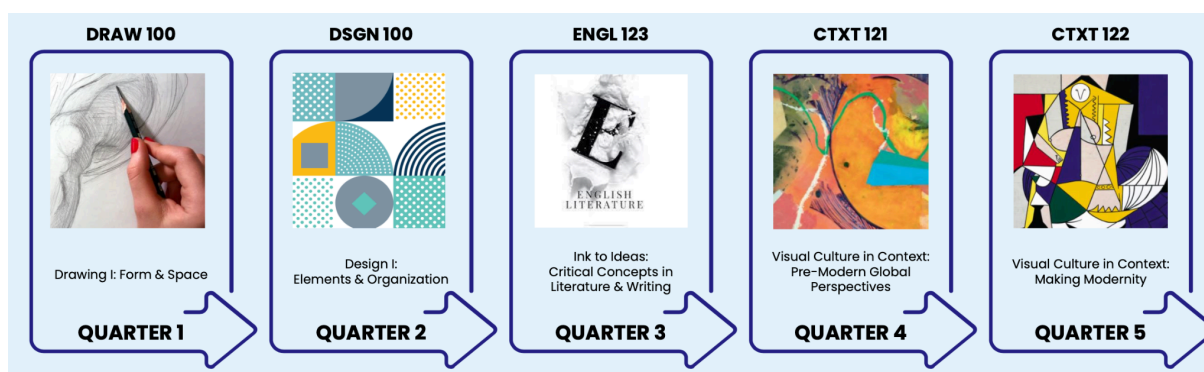 DRAW 100
Drawing I: Form & Space
QUARTER 1
DSGN 100
Design I:
Elements & Organization
QUARTER 2
ENGL 123
ENGLISH
LITERATURE
Ink to Ideas:
Critical Concepts in
Literature & Writing
QUARTER 3
CTXT 121
Visual Culture in Context:
Pre-Modern Global
Perspectives
QUARTER 4
CTXT 122
Visual Culture in Context:
Making Modernity
QUARTER 5